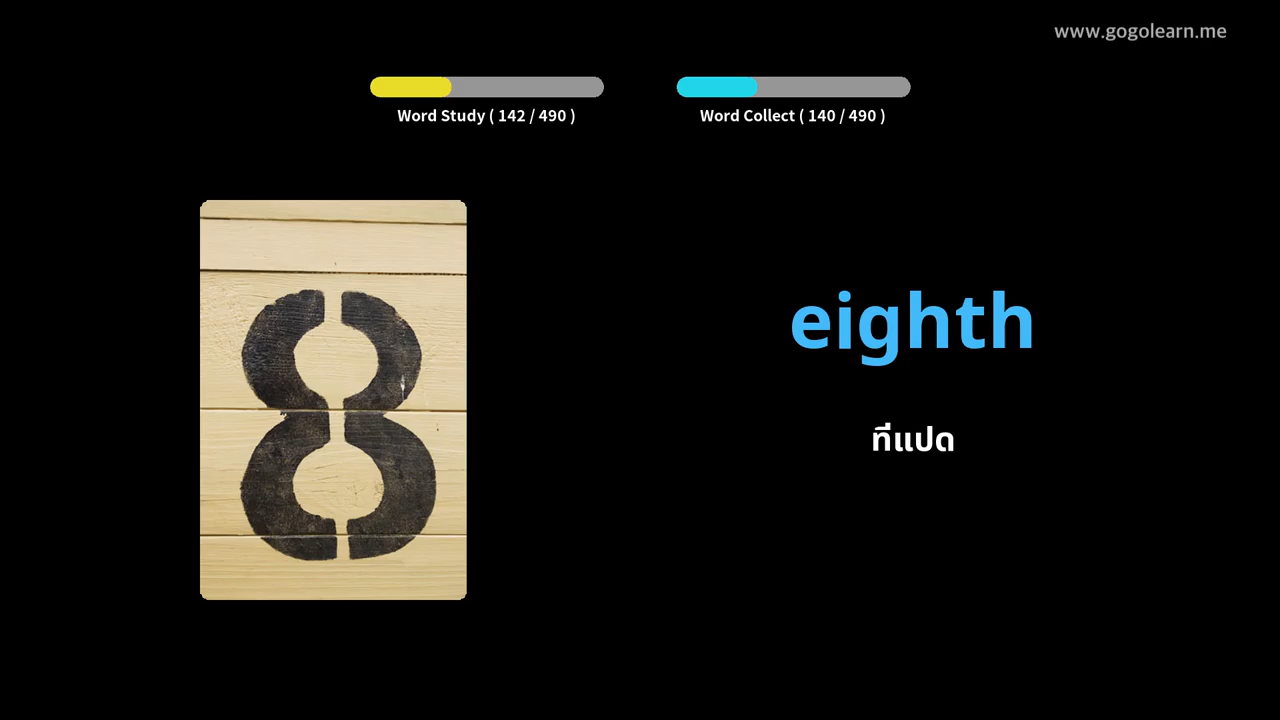 www.gogolearn.me
Word Study ( 142 / 490 )
Word Collect ( 140 / 490 )
8
eighth
ที่แปด